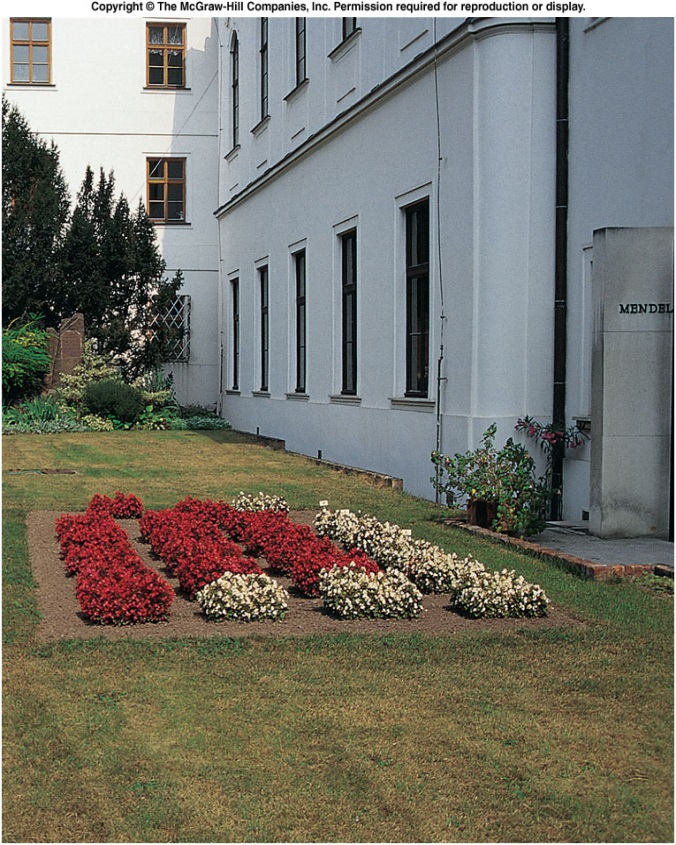 Copyright © The McGraw-Hill Companies, Inc. Permission required for reproduction or display.
MENDEL